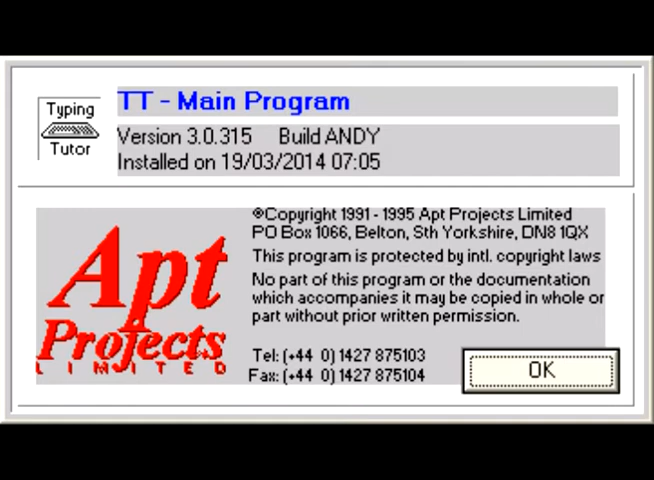 Typing
Tutor
TT - Main Program
Version 3.0.315 Build ANDY
Installed on 19/03/2014 07:05
Apt
Projects
LIMITED
©Copyright 1991 - 1995 Apt Projects Limited
PO Box 1066, Belton, Sth Yorkshire, DN8 1QX
This program is protected by intl. copyright laws
No part of this program or the documentation
which accompanies it may be copied in whole or
part without prior written permission.
Tel: (+44 0) 1427 875103
Fax: (+44 0) 1427 875104
OK